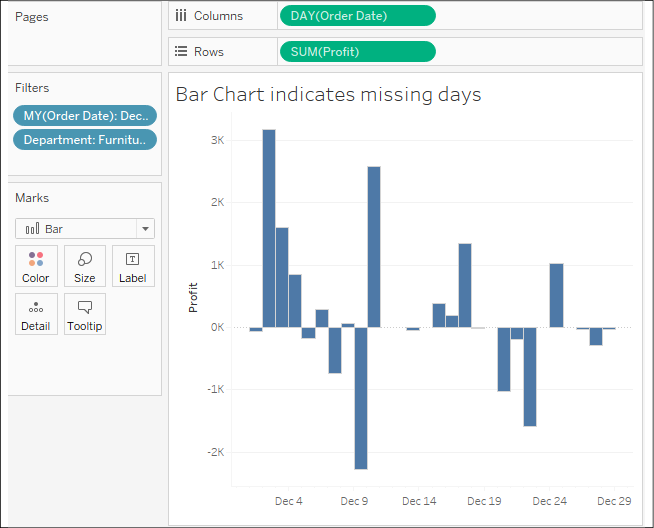 Pages
Columns
DAY(Order Date)
Rows
SUM(Profit)
Filters
MY(Order Date): Dec..
Department: Furnitu..
Marks
Bar
Color
Size
Label
Detail
Tooltip
Bar Chart indicates missing days
3K
2K
1K
0K
-1K
-2K
Profit
Dec 4 Dec 9 Dec 14 Dec 19 Dec 24 Dec 29